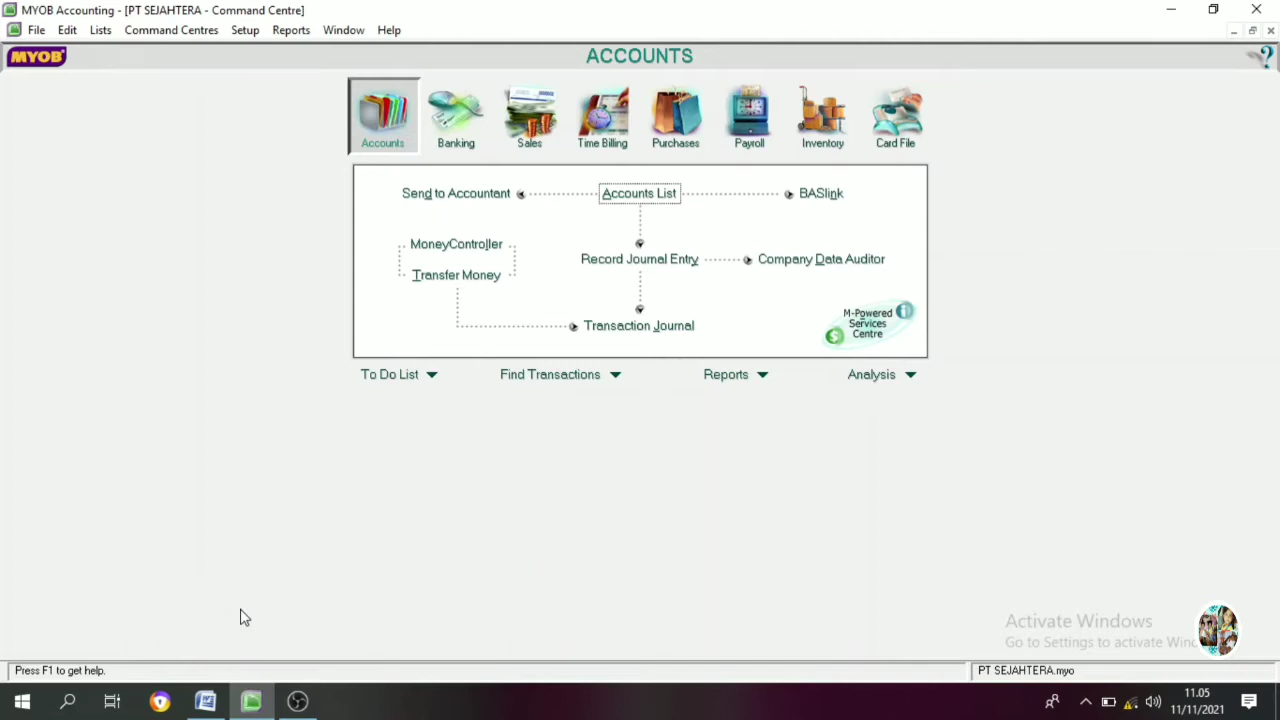 MYOB Accounting - [PT SEJAHTERA - Command Centre]
File Edit Lists Command Centres Setup Reports Window Help
MYOB
ACCOUNTS
?
Accounts Banking Sales Time Billing Purchases Payroll Inventory Card File
Send to Accountant Accounts List BASlink
MoneyController
Record Journal Entry Company Data Auditor
Transfer Money
M-Powered
Services
Centre
Transaction Journal
To Do List Find Transactions Reports Analysis
Activate Windows
Go to Settings to activate
Press F1 to get help. PT SEJAHTERA.myo
11.05
11/11/2021